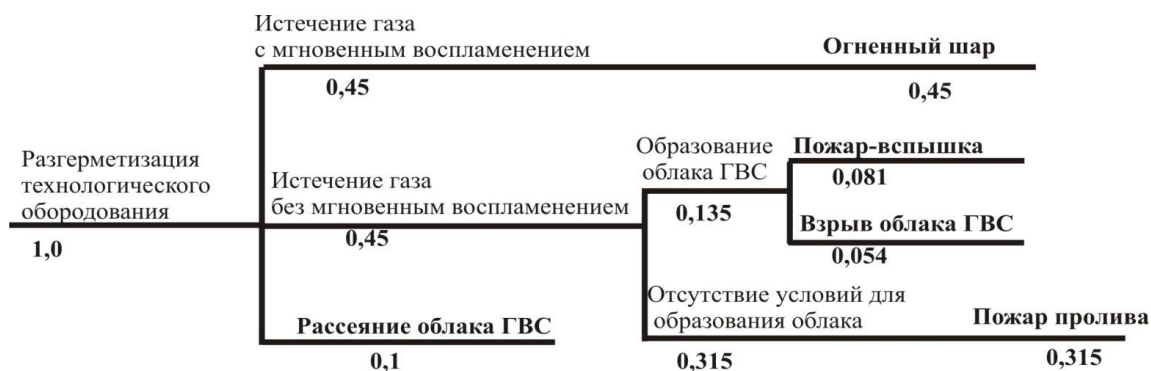 Истечение газа
с мгновенным воспламенением
0,45
Огненный шар
0,45
Разгерметизация
технологического
обородования
1,0
Истечение газа
без мгновенным воспламенением
0,45
Образование
облака ГВС
0,135
Пожар-вспышка
0,081
Взрыв облака ГВС
0,054
Рассеяние облака ГВС
0,1
Отсутствие условий для
образования облака
0,315
Пожар пролива
0,315